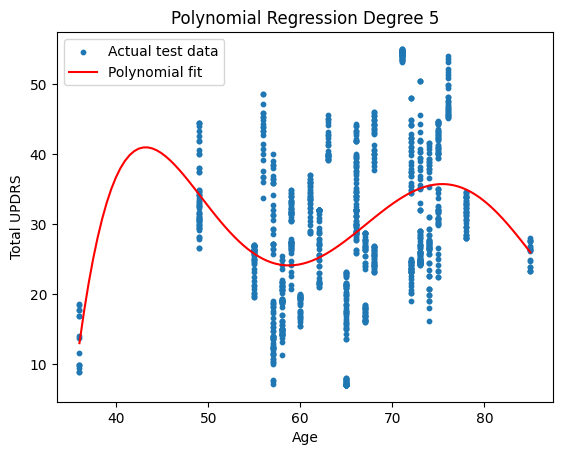 Polynomial Regression Degree 5
Actual test data
Polynomial fit
Total UPDRS
50
40
30
20
10
40
50
60
70
80
Age